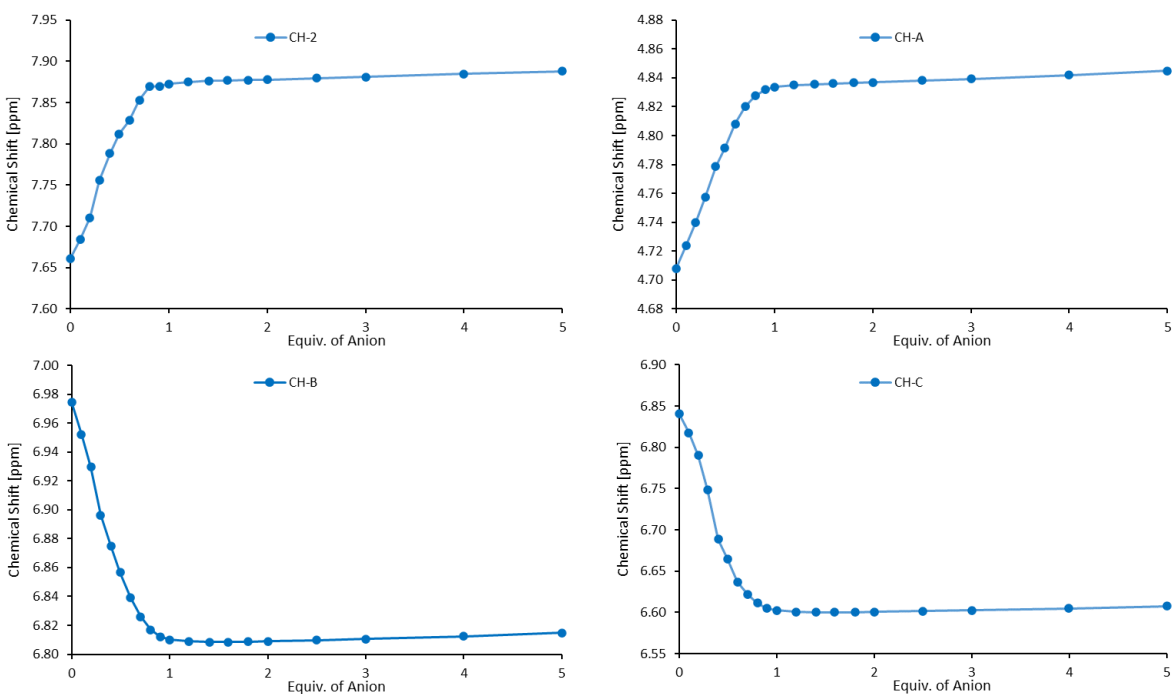 7.95
7.90
7.85
7.80
7.75
7.70
7.65
7.60
Chemical Shift [ppm]
CH-2
0 1 2 3 4 5
Equiv. of Anion
4.88
4.86
4.84
4.82
4.80
4.78
4.76
4.74
4.72
4.70
4.68
Chemical Shift [ppm]
CH-A
0 1 2 3 4 5
Equiv. of Anion
7.00
6.98
6.96
6.94
6.92
6.90
6.88
6.86
6.84
6.82
6.80
Chemical Shift [ppm]
CH-B
0 1 2 3 4 5
Equiv. of Anion
6.90
6.85
6.80
6.75
6.70
6.65
6.60
6.55
Chemical Shift [ppm]
CH-C
0 1 2 3 4 5
Equiv. of Anion